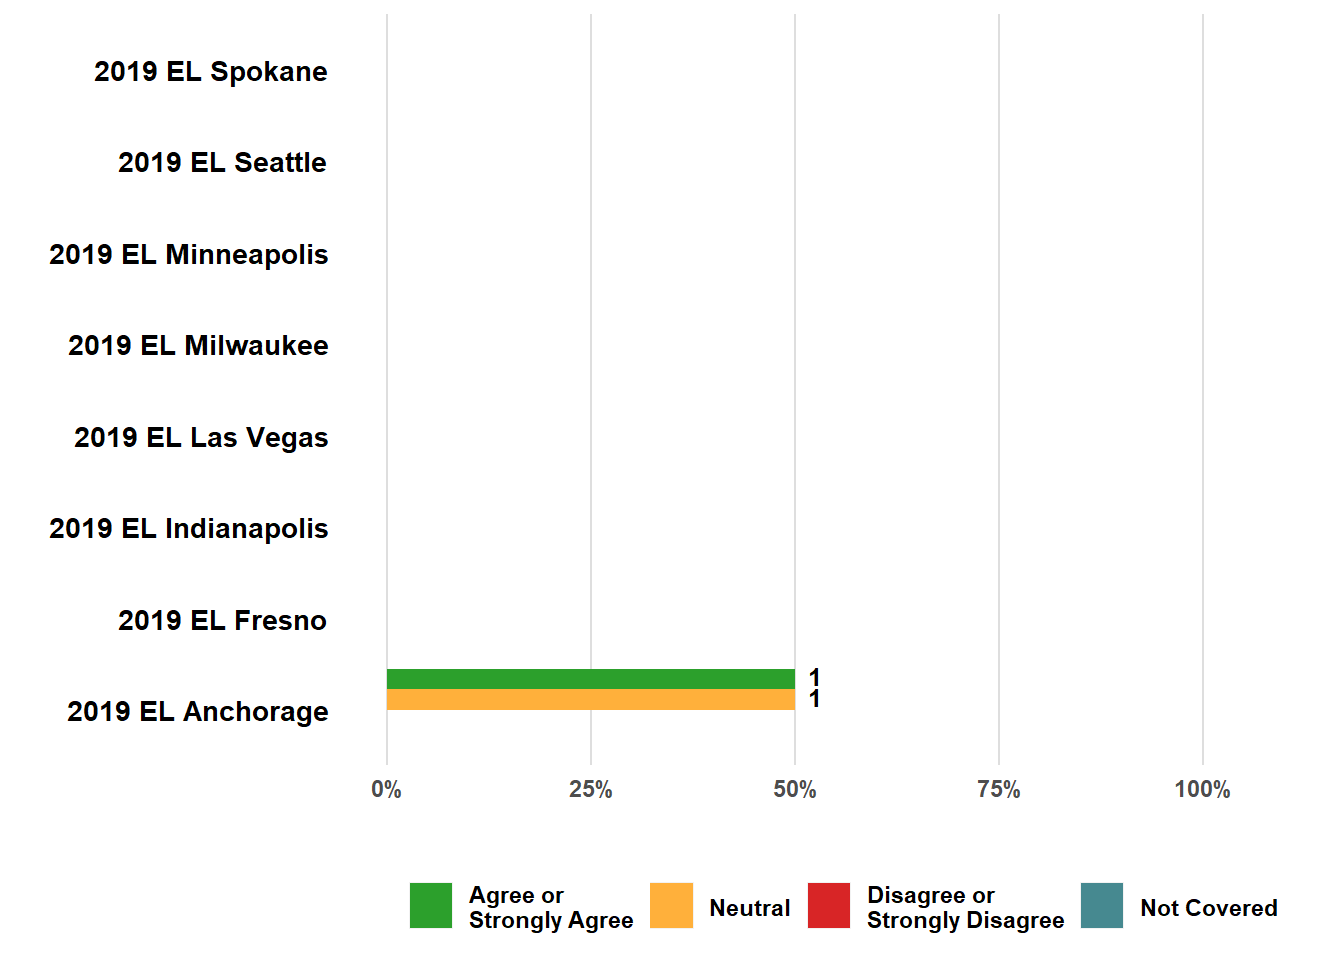 2019 EL Spokane
2019 EL Seattle
2019 EL Minneapolis
2019 EL Milwaukee
2019 EL Las Vegas
2019 EL Indianapolis
2019 EL Fresno
1
1
2019 EL Anchorage
0% 25% 50% 75% 100%
Agree or
Strongly Agree
Neutral
Disagree or
Strongly Disagree
Not Covered